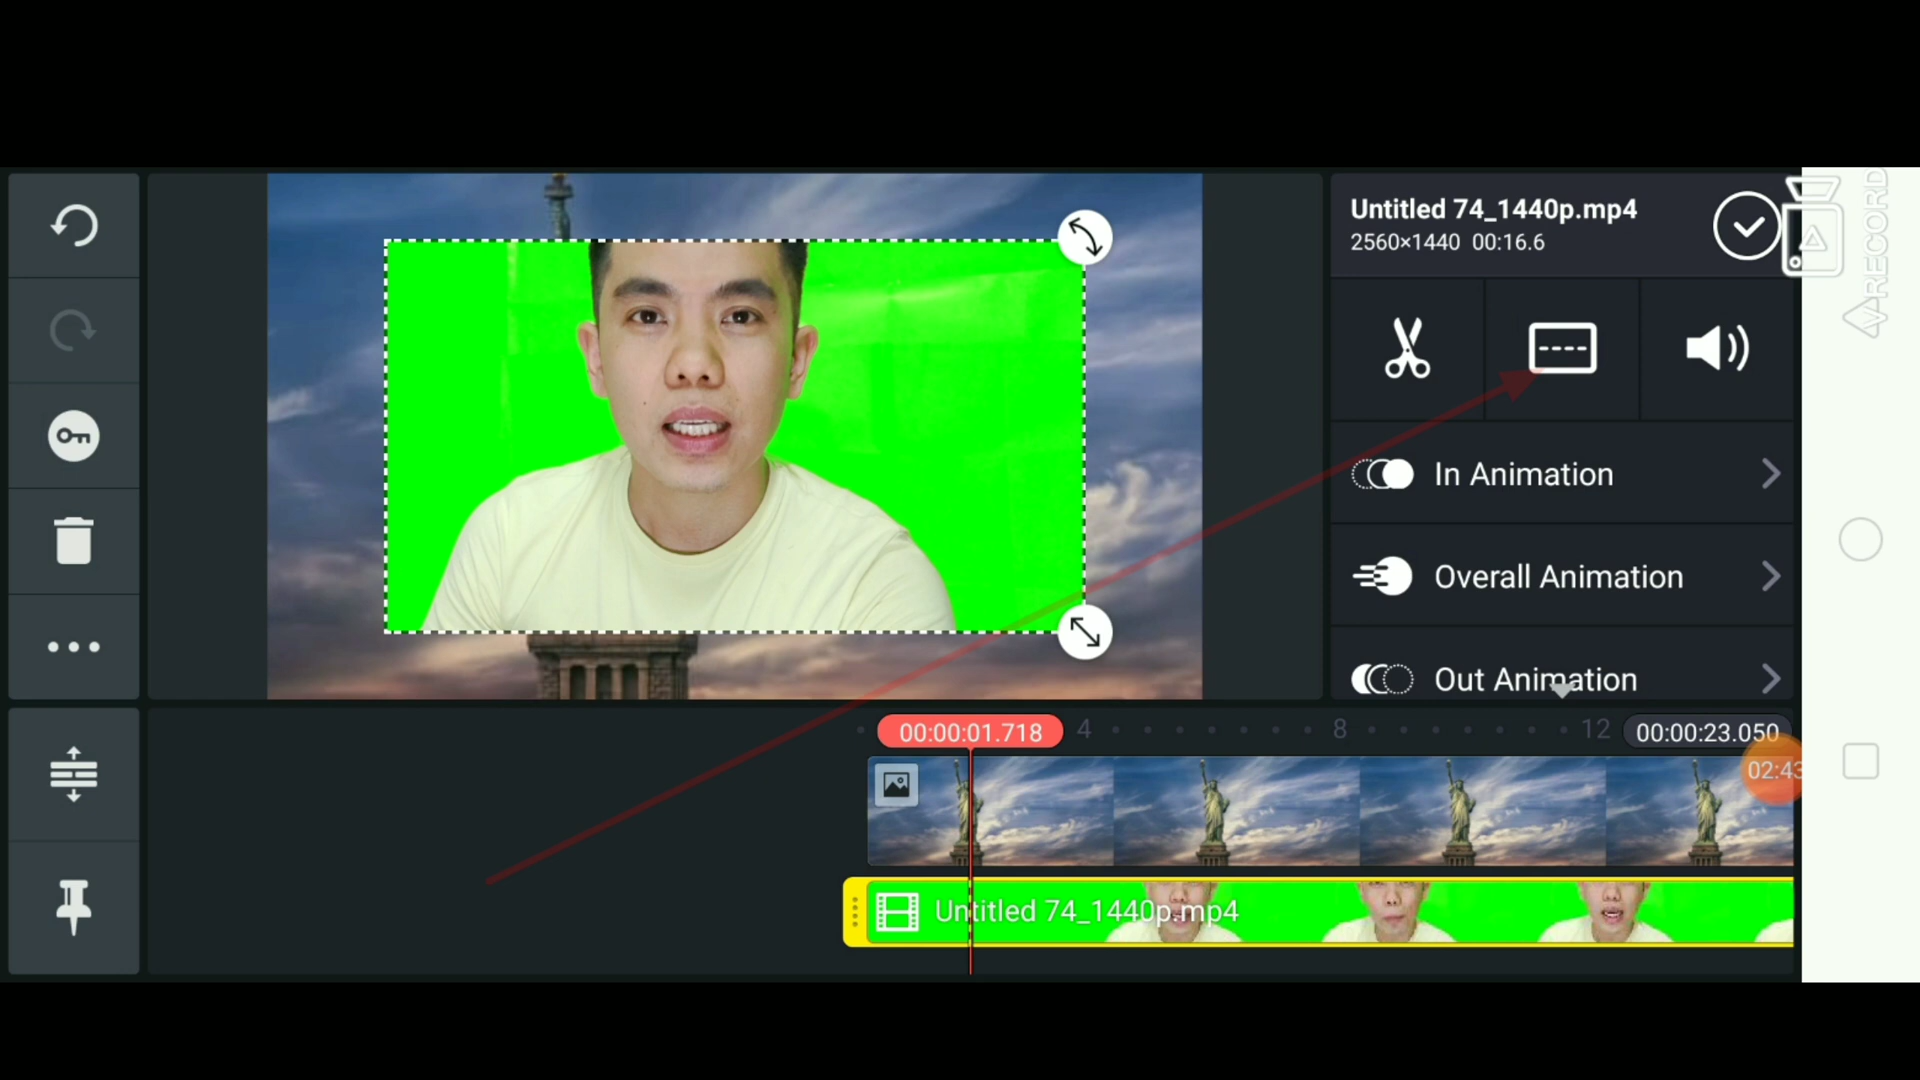 Untitled 74_1440p.mp4
2560×1440 00:16.6
RECORD
In Animation
Overall Animation
Out Animation
00:00:01.718
4
8
12
00:00:23.050
02:43
Untitled 74_1440p.mp4